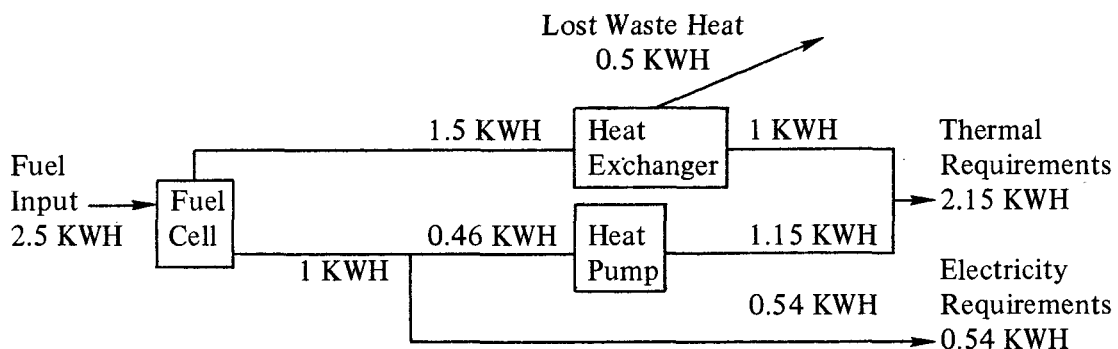 Lost Waste Heat
0.5 KWH
1.5 KWH
Heat
Exchanger
1 KWH
Thermal
Requirements
2.15 KWH
Fuel
Input
2.5 KWH
Fuel
Cell
1 KWH
0.46 KWH
Heat
Pump
1.15 KWH
0.54 KWH
Electricity
Requirements
0.54 KWH